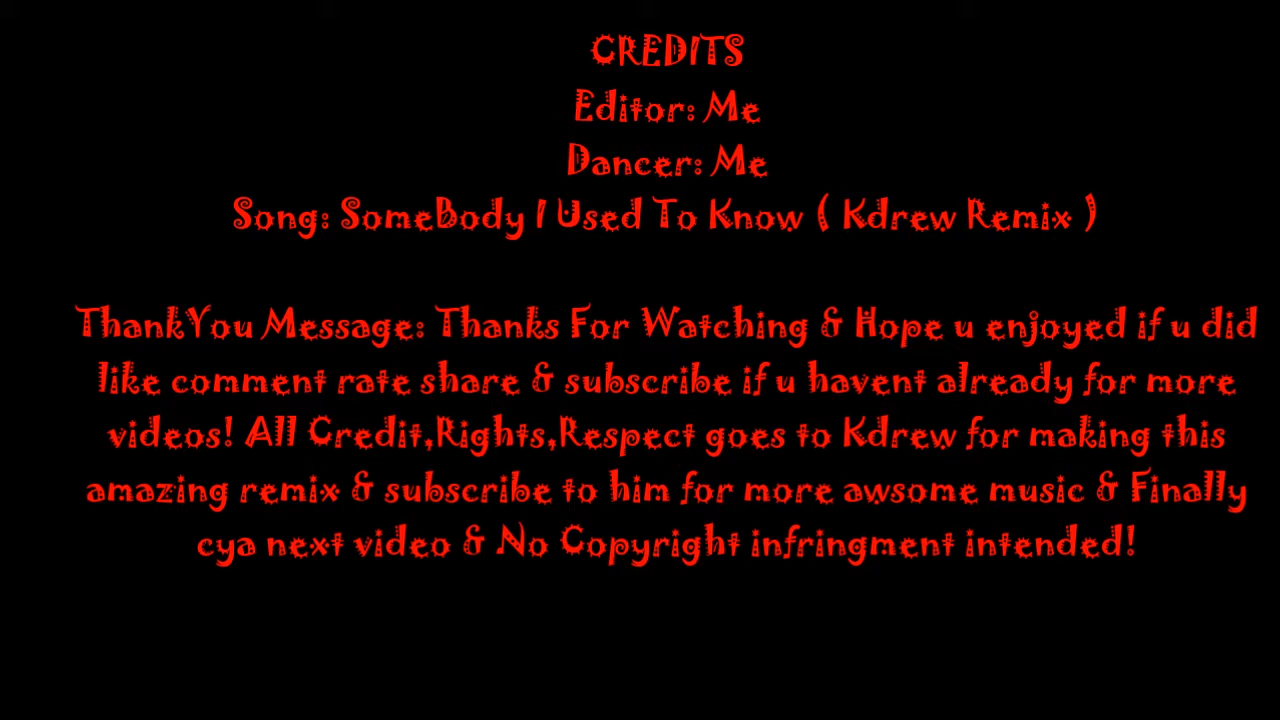 CREDITS
Editor: Me
Dancer: Me
Song: SomeBody I Used To Know ( Kdrew Remix )
ThankYou Message: Thanks For Watching & Hope u enjoyed if u did
like comment rate share & subscribe if u havent already for more
videos! All Credit,Rights,Respect goes to Kdrew for making this
amazing remix & subscribe to him for more awsome music & Finally
cya next video & No Copyright infringment intended!